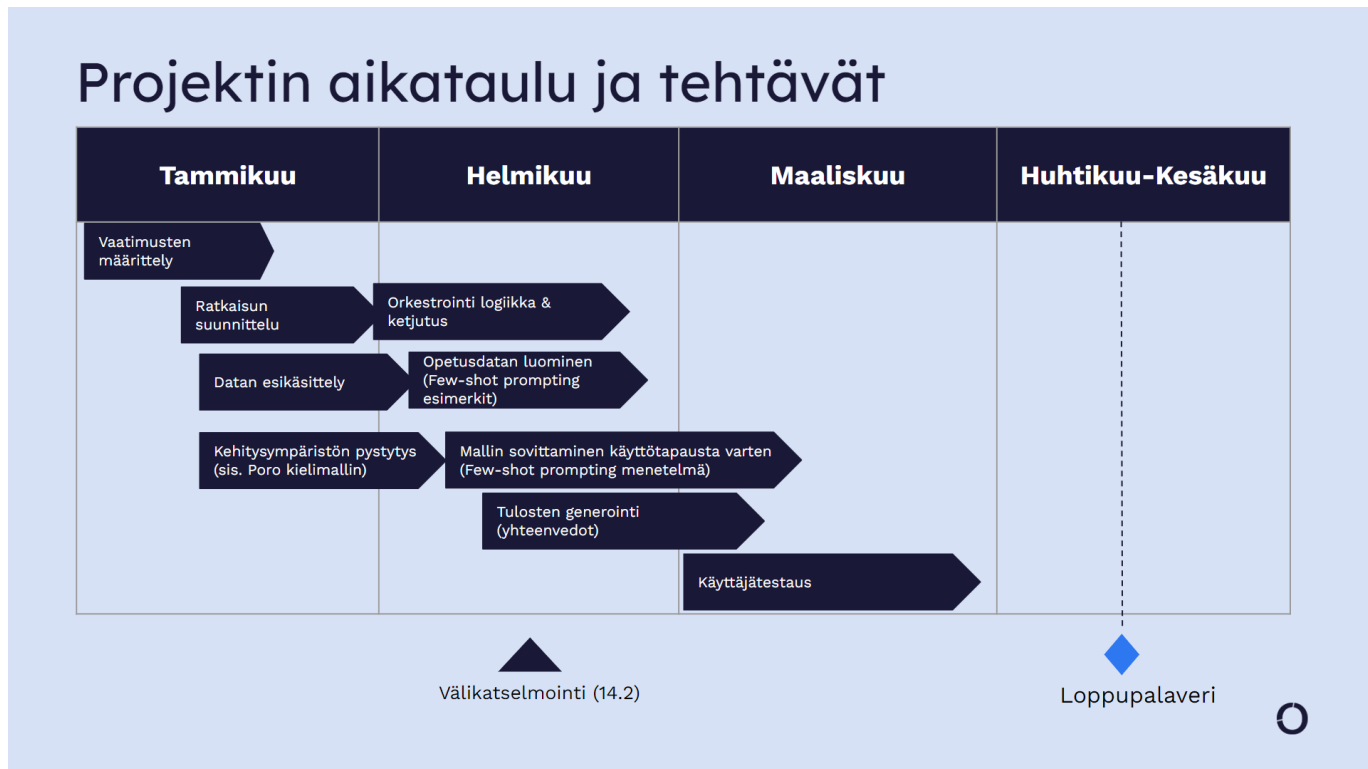 Projektin aikataulu ja tehtävät
Tammikuu
Helmikuu
Maaliskuu
Huhtikuu-Kesäkuu
Vaatimusten
määrittely
Ratkaisun
suunnittelu
Orkestrointi logiikka &
ketjutus
Datan esikäsittely
Opetusdatan luominen
(Few-shot prompting
esimerkit)
Kehitysympäristön pystytys
(sis. Poro kielimallin)
Mallin sovittaminen käyttötapausta varten
(Few-shot prompting menetelmä)
Tulosten generointi
(yhteenvedot)
Käyttäjätestaus
Välikatselmointi (14.2)
Loppupalaveri